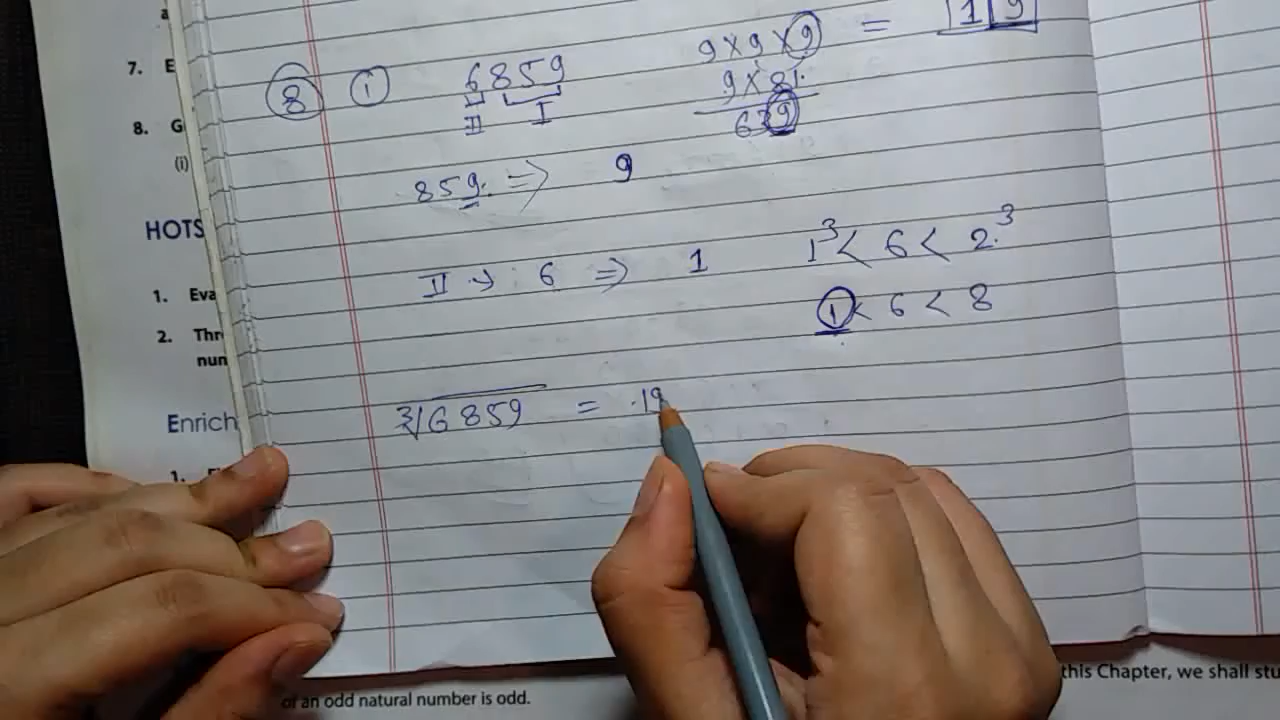 7. E
8. G
(i)
HOTS
1. Eva
2. Thr
num
Enrich
1.
8 i 6859
II I
9×9×9 = 19
9×81
859 ⇒ 9
II → 6 ⇒ 1
1³ < 6 < 2³
1 < 6 < 8
∛6859 = 19
of an odd natural number is odd.
this Chapter, we shall stu